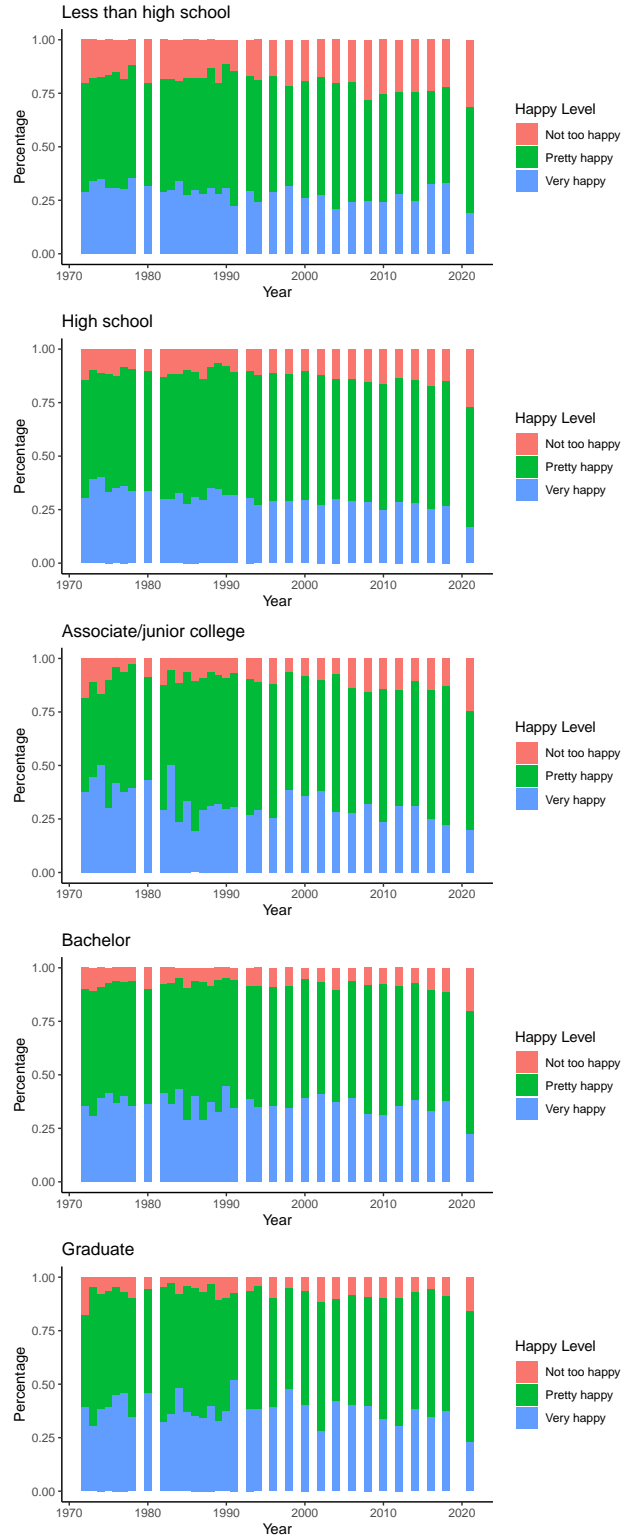 Less than high school
1.00
0.75
0.50
0.25
0.00
Percentage
1970 1980 1990 2000 2010 2020
Year
Happy Level
Not too happy
Pretty happy
Very happy
High school
1.00
0.75
0.50
0.25
0.00
Percentage
1970 1980 1990 2000 2010 2020
Year
Happy Level
Not too happy
Pretty happy
Very happy
Associate/junior college
1.00
0.75
0.50
0.25
0.00
Percentage
1970 1980 1990 2000 2010 2020
Year
Happy Level
Not too happy
Pretty happy
Very happy
Bachelor
1.00
0.75
0.50
0.25
0.00
Percentage
1970 1980 1990 2000 2010 2020
Year
Happy Level
Not too happy
Pretty happy
Very happy
Graduate
1.00
0.75
0.50
0.25
0.00
Percentage
1970 1980 1990 2000 2010 2020
Year
Happy Level
Not too happy
Pretty happy
Very happy